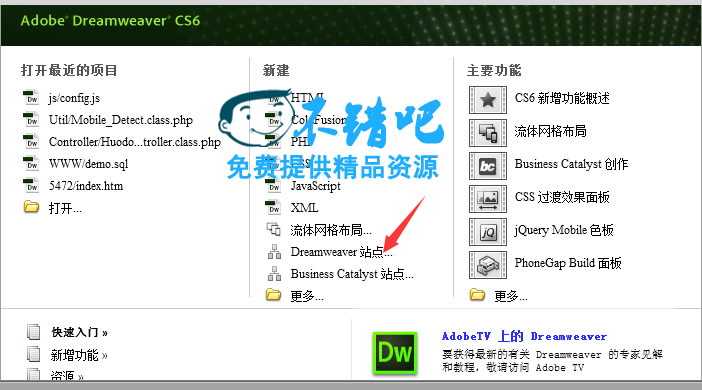 Adobe® Dreamweaver® CS6
打开最近的项目
js/config.js
Util/Mobile_Detect.class.php
Controller/Huodo...troller.class.php
WWW/demo.sql
5472/index.htm
打开...
新建
HTML
ColdFusion
PHP
CSS
JavaScript
XML
流体网格布局...
Dreamweaver 站点...
Business Catalyst 站点...
更多...
不错吧
免费提供精品资源
主要功能
CS6 新增功能概述
流体网格布局
Business Catalyst 创作
CSS 过渡效果面板
jQuery Mobile 色板
PhoneGap Build 面板
更多...
快速入门 »
新增功能 »
资源 »
Dw
AdobeTV 上的 Dreamweaver
要获得最新的有关 Dreamweaver 的专家见解
和教程，敬请访问 Adobe TV